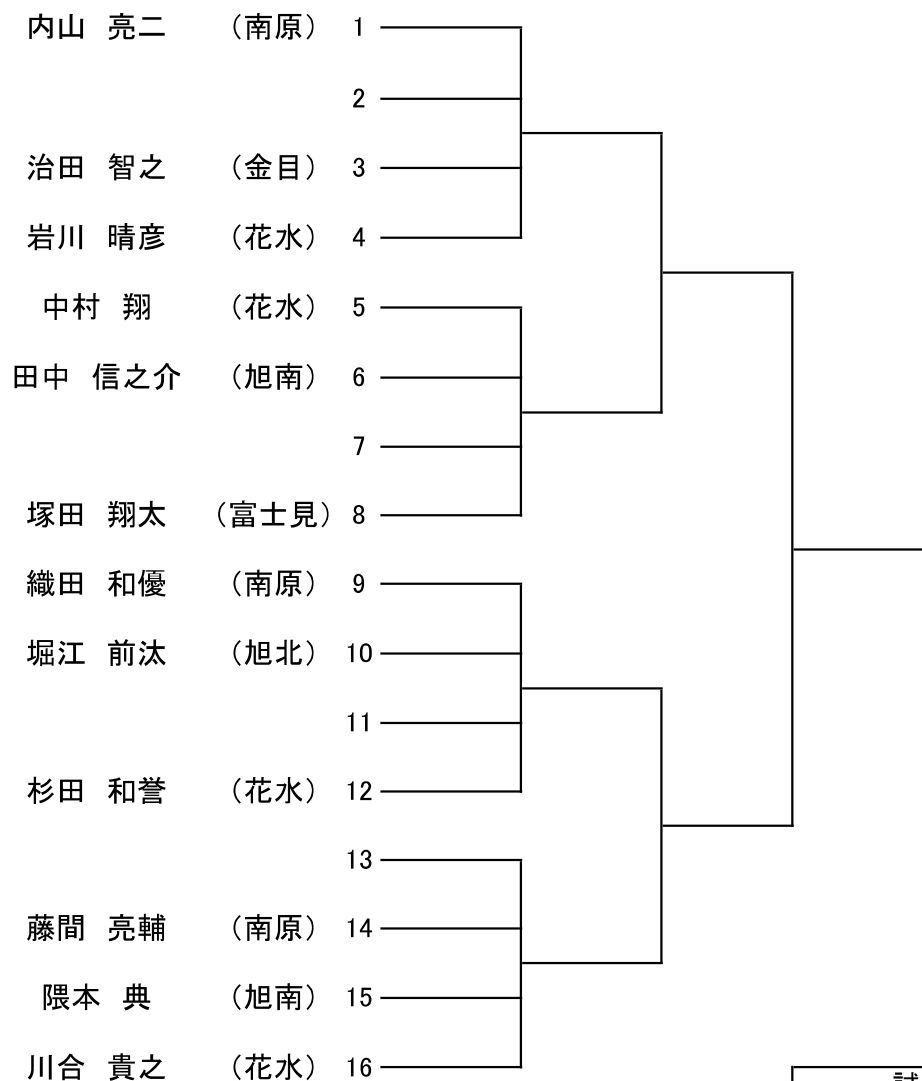 内山 亮二 （南原） 1
2
治田 智之 （金目） 3
岩川 晴彦 （花水） 4
中村 翔 （花水） 5
田中 信之介 （旭南） 6
7
塚田 翔太 （富士見） 8
織田 和優 （南原） 9
堀江 前汰 （旭北） 10
11
杉田 和誉 （花水） 12
13
藤間 亮輔 （南原） 14
隈本 典 （旭南） 15
川合 貴之 （花水） 16